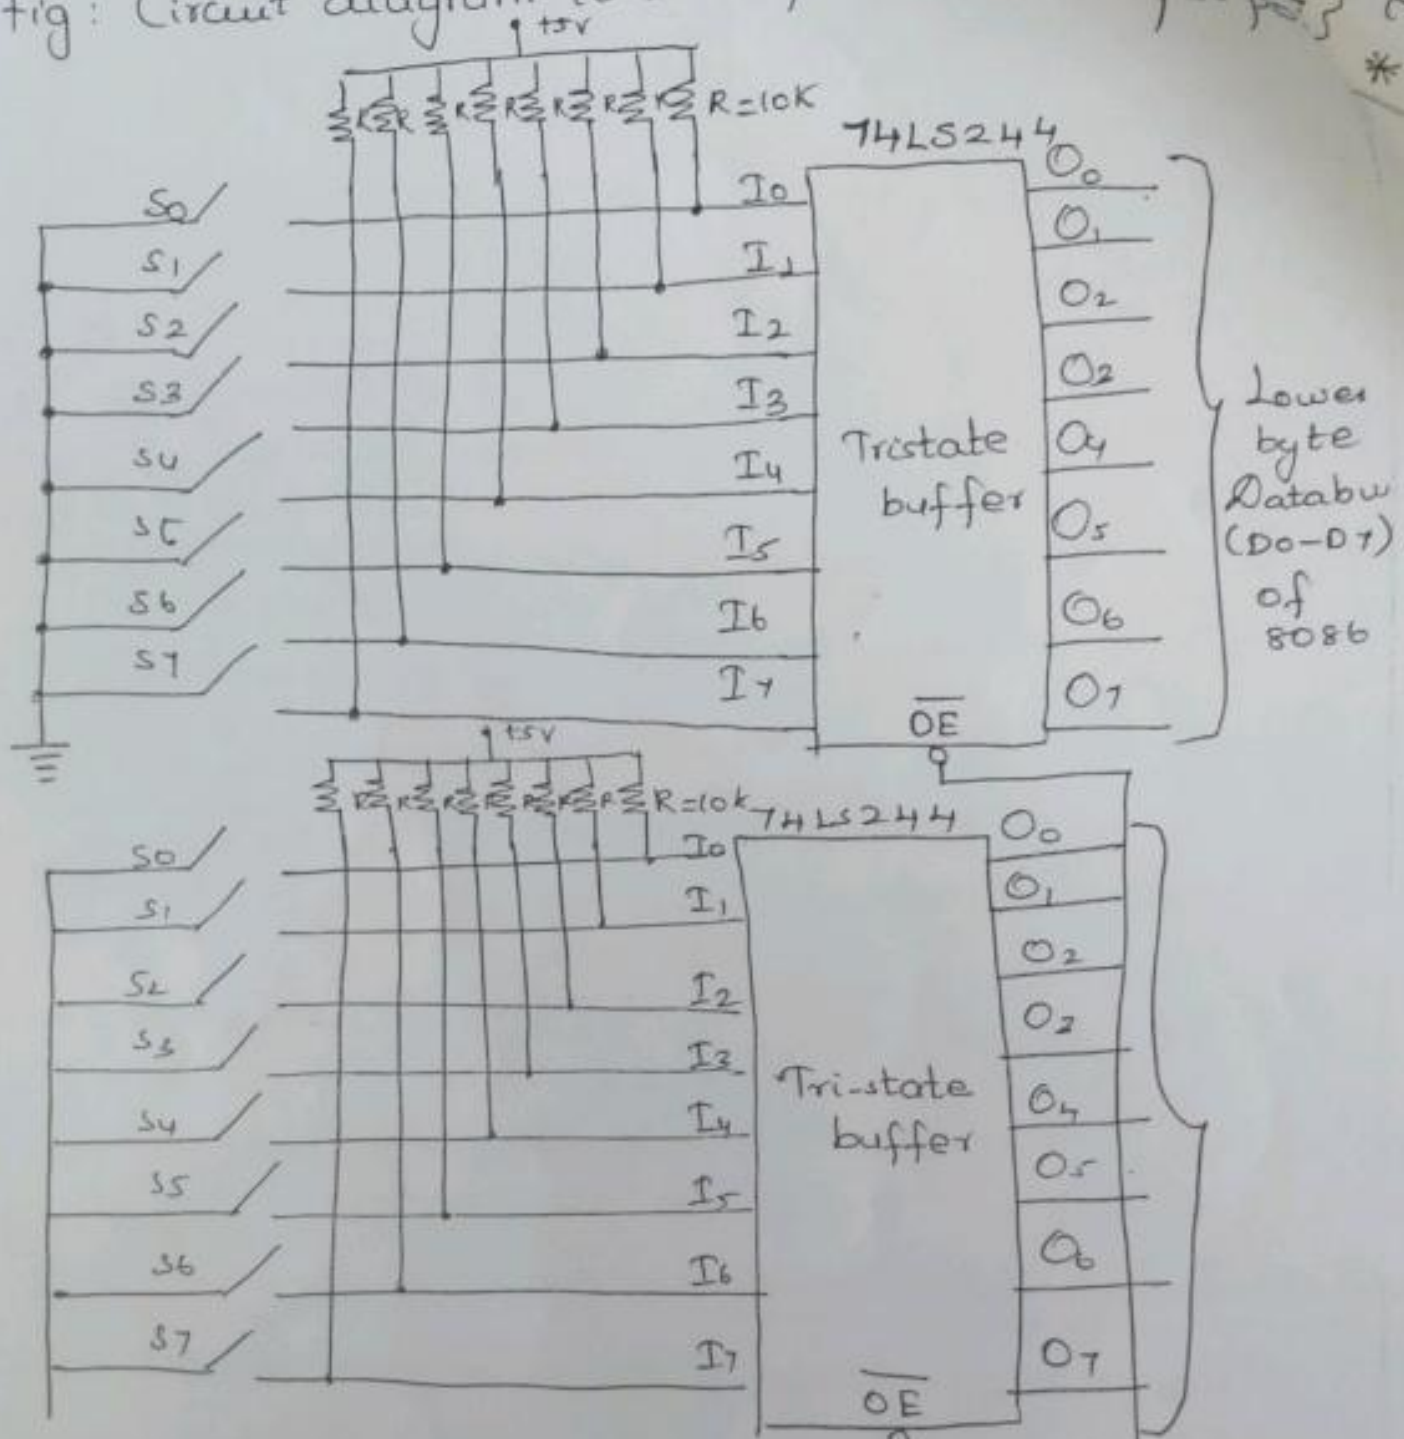 fig: Circuit diagram
*
+5V
R R R R R R R=10K
74LS244
S0
S1
S2
S3
S4
S5
S6
S7
I0
I1
I2
I3
I4
I5
I6
I7
Tristate
buffer
OE
O0
O1
O2
O2
O4
O5
O6
O7
Lower
byte
Databu
(D0-D7)
of
8086
+5V
R R R R R R R=10k
74LS244
S0
S1
S2
S3
S4
S5
S6
S7
I0
I1
I2
I3
I4
I5
I6
I7
Tri-state
buffer
OE
O0
O1
O2
O3
O4
O5
O6
O7